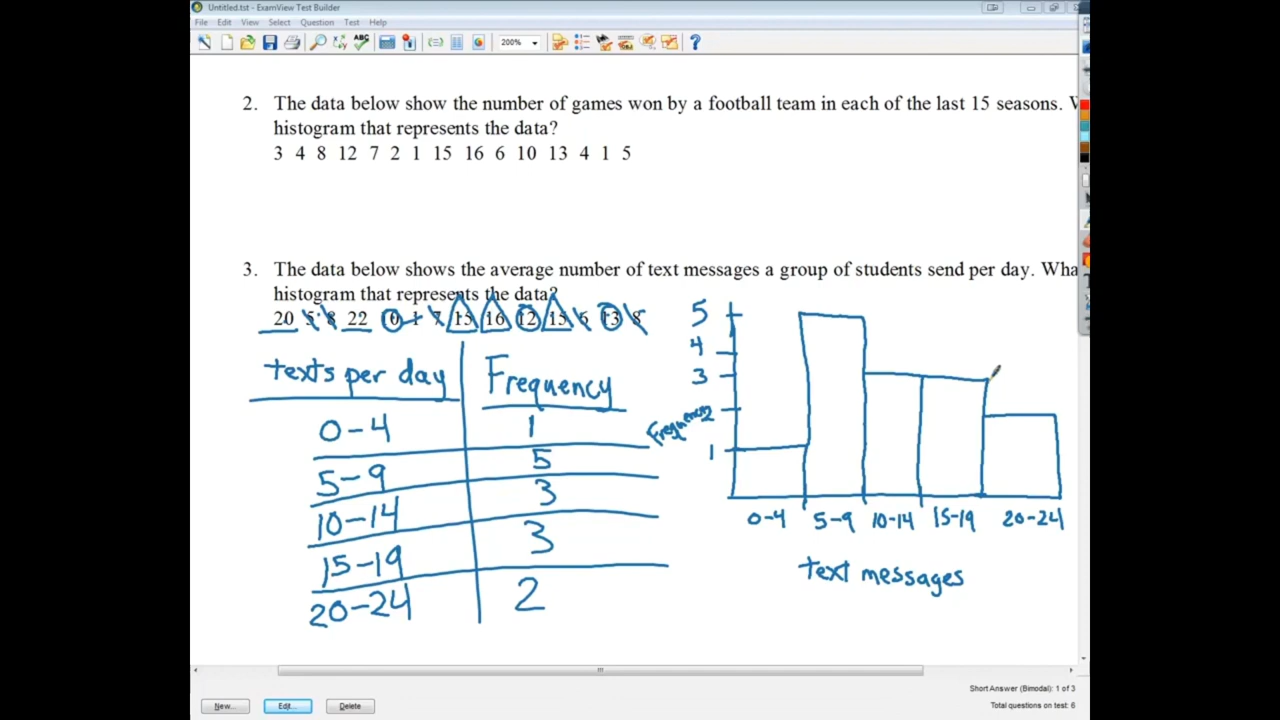 Untitled.tst - ExamView Test Builder
File Edit View Select Question Test Help
ABC 200% ?
2. The data below show the number of games won by a football team in each of the last 15 seasons.
histogram that represents the data?
3 4 8 12 7 2 1 15 16 6 10 13 4 1 5
3. The data below shows the average number of text messages a group of students send per day. Wha
histogram that represents the data?
20 5 8 22 10 1 7 15 16 12 15 6 13 8
texts per day Frequency
0-4 1
5-9 5
10-14 3
15-19 3
20-24 2
5
4
3
2
1
Frequency
0-4 5-9 10-14 15-19 20-24
text messages
Short Answer (Bimodal): 1 of 3
New... Edit... Delete
Total questions on test: 6